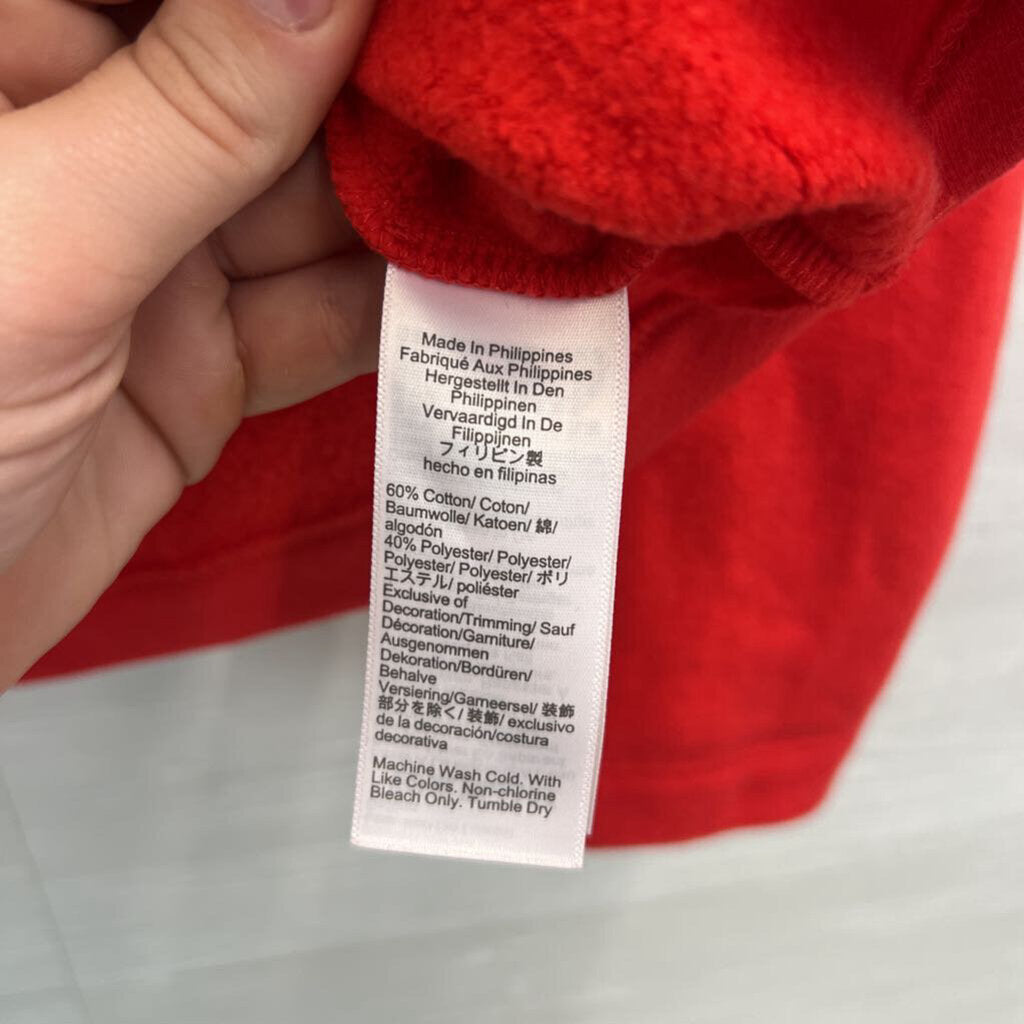 Made In Philippines
Fabriqué Aux Philippines
Hergestellt In Den
Philippinen
Vervaardigd In De
Filippijnen
フィリピン製
hecho en filipinas
60% Cotton/ Coton/
Baumwolle/ Katoen/ 綿/
algodón
40% Polyester/ Polyester/
Polyester/ Polyester/ ポリ
エステル/ poliéster
Exclusive of
Decoration/Trimming/ Sauf
Décoration/Garniture/
Ausgenommen
Dekoration/Bordüren/
Behalve
Versiering/Garneersel/ 装飾
部分を除く/ 装飾/ exclusivo
de la decoración/costura
decorativa
Machine Wash Cold. With
Like Colors. Non-chlorine
Bleach Only. Tumble Dry